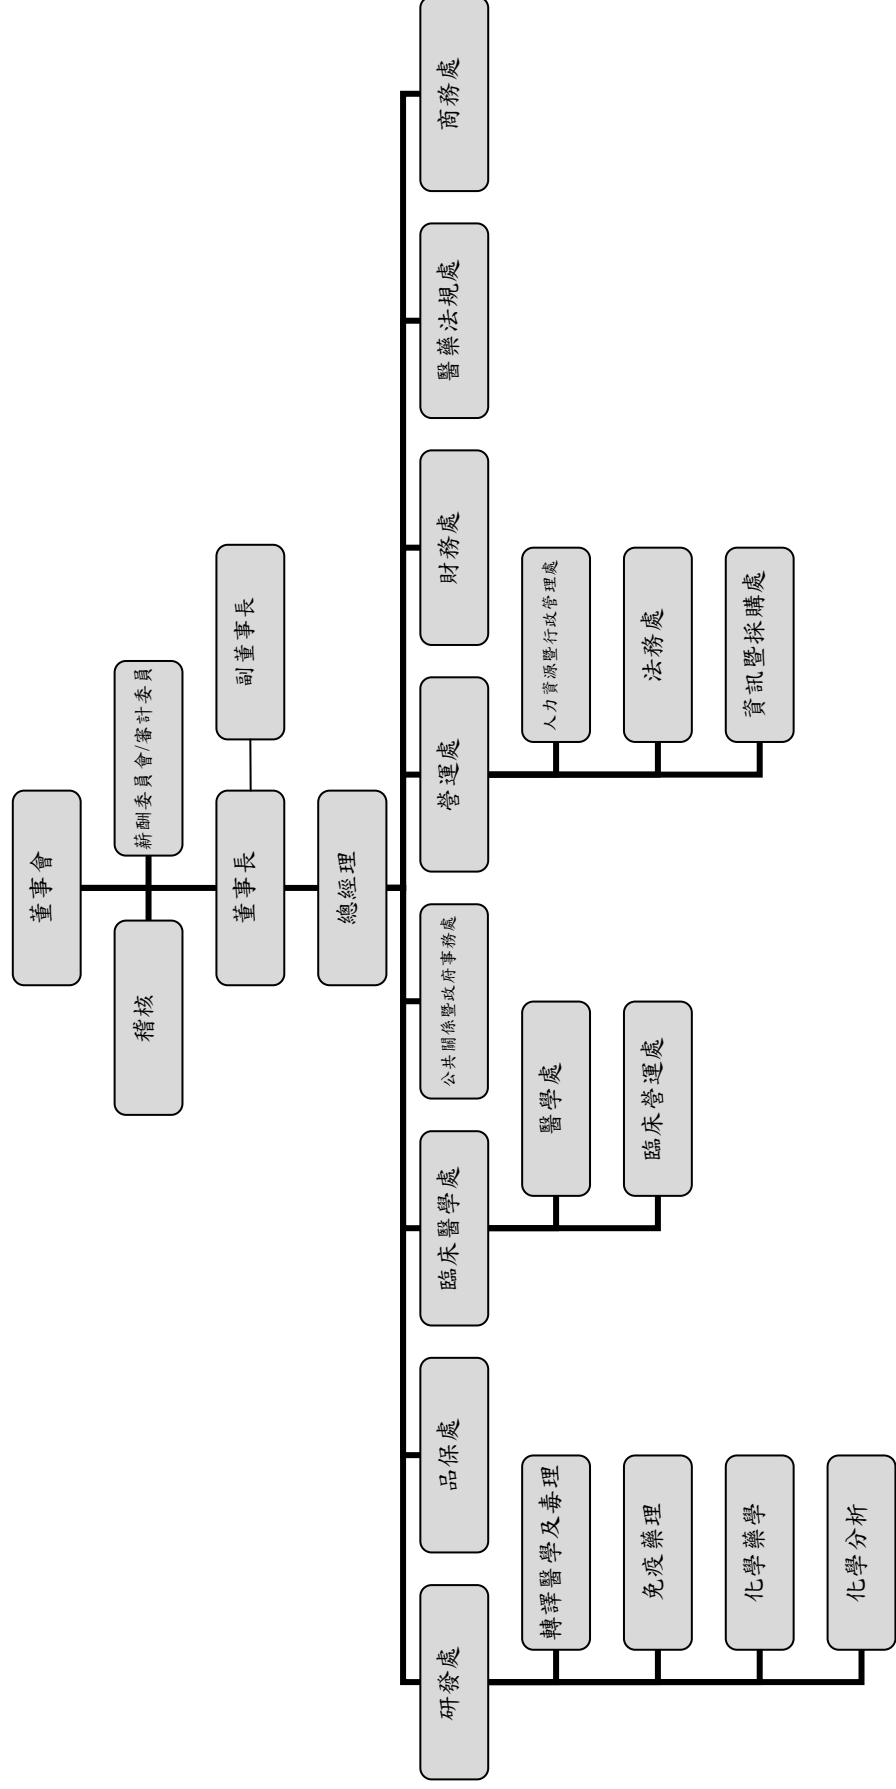 董事會
稽核
薪酬委員會/審計委員
董事長
副董事長
總經理
研發處
品保處
臨床醫學處
公共關係暨政府事務處
營運處
財務處
醫藥法規處
商務處
轉譯醫學及毒理
免疫藥理
化學藥學
化學分析
醫學處
臨床營運處
人力資源暨行政管理處
法務處
資訊暨採購處